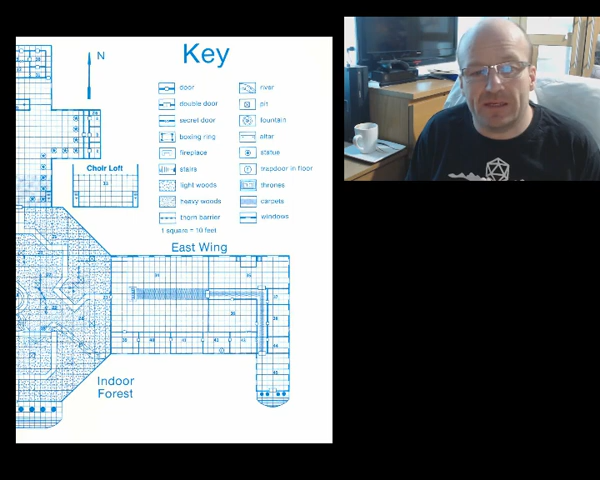 Key
N
door
double door
secret door
boxing ring
fireplace
stairs
light woods
heavy woods
thorn barrier
1 square = 10 feet
river
pit
fountain
altar
statue
trapdoor in floor
thrones
carpets
windows
Choir Loft
East Wing
Indoor
Forest